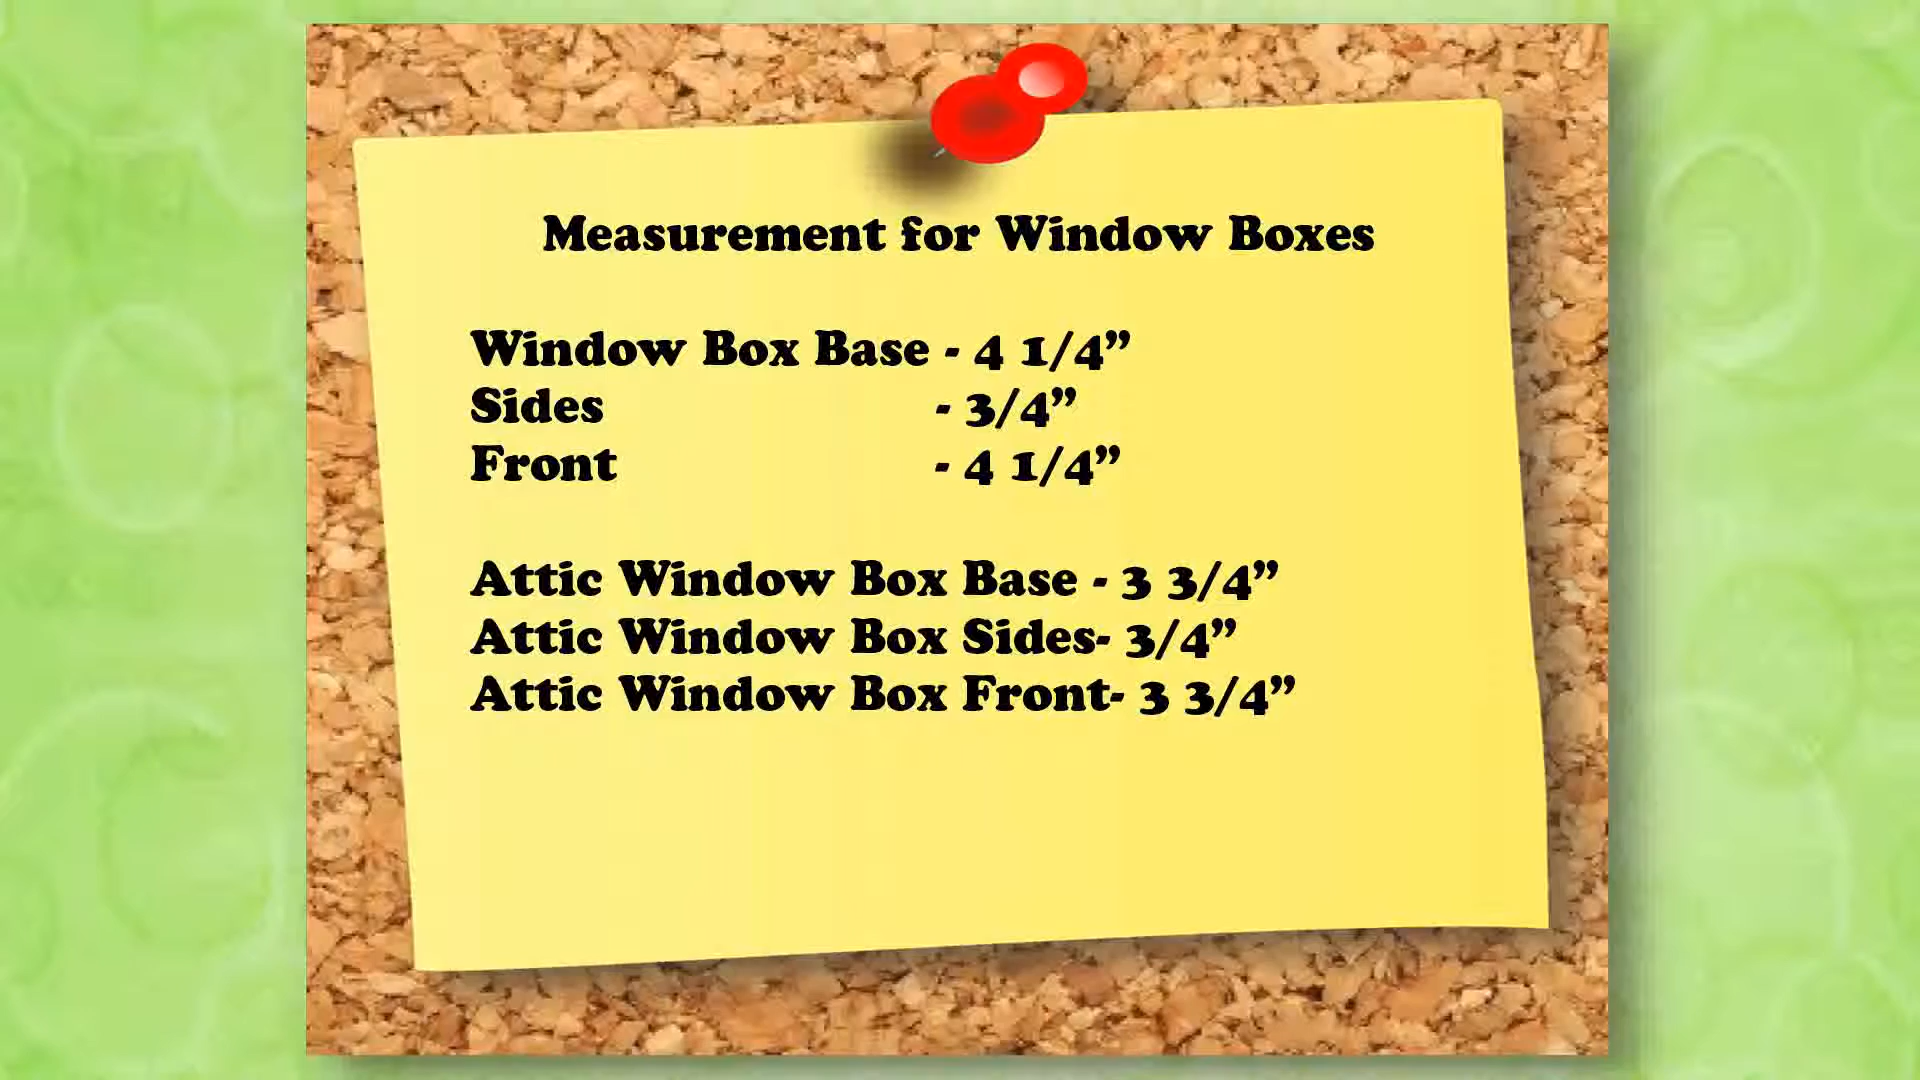 Measurement for Window Boxes
Window Box Base - 4 1/4”
Sides - 3/4”
Front - 4 1/4”
Attic Window Box Base - 3 3/4”
Attic Window Box Sides- 3/4”
Attic Window Box Front- 3 3/4”